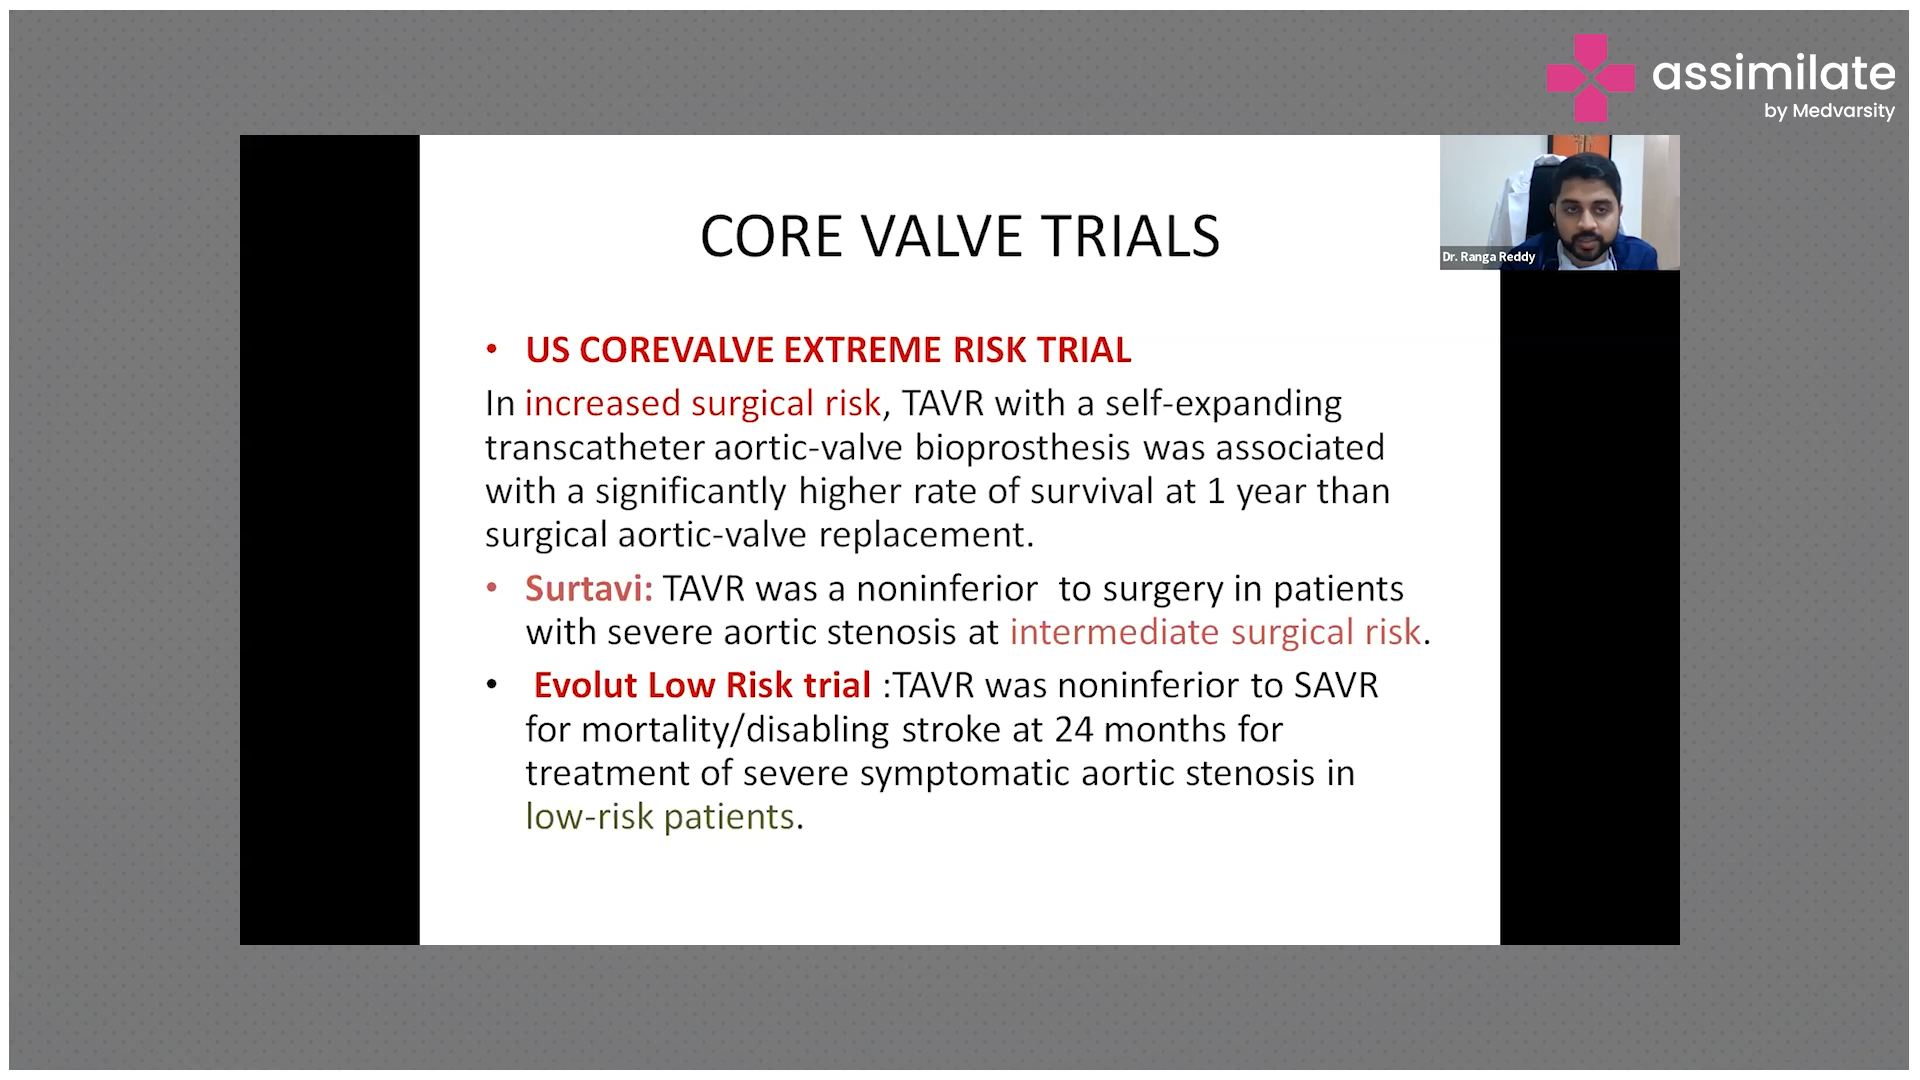 assimilate
by Medvarsity
Dr. Ranga Reddy
CORE VALVE TRIALS
• US COREVALVE EXTREME RISK TRIAL
In increased surgical risk, TAVR with a self-expanding
transcatheter aortic-valve bioprosthesis was associated
with a significantly higher rate of survival at 1 year than
surgical aortic-valve replacement.
• Surtavi: TAVR was a noninferior to surgery in patients
with severe aortic stenosis at intermediate surgical risk.
• Evolut Low Risk trial :TAVR was noninferior to SAVR
for mortality/disabling stroke at 24 months for
treatment of severe symptomatic aortic stenosis in
low-risk patients.